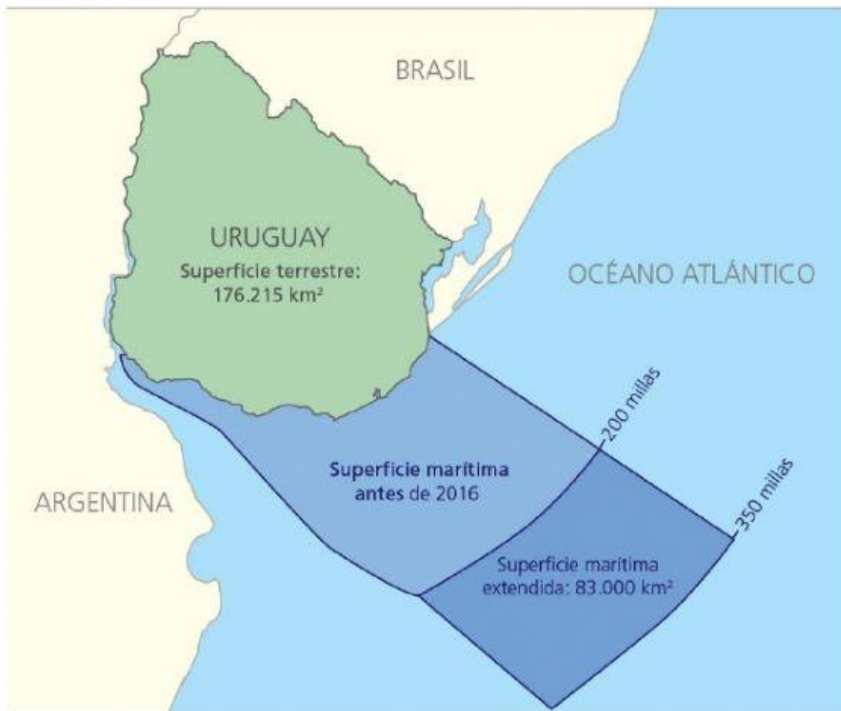 BRASIL
URUGUAY
Superficie terrestre:
176.215 km²
OCÉANO ATLÁNTICO
200 millas
Superficie marítima
antes de 2016
ARGENTINA
350 millas
Superficie marítima
extendida: 83.000 km²